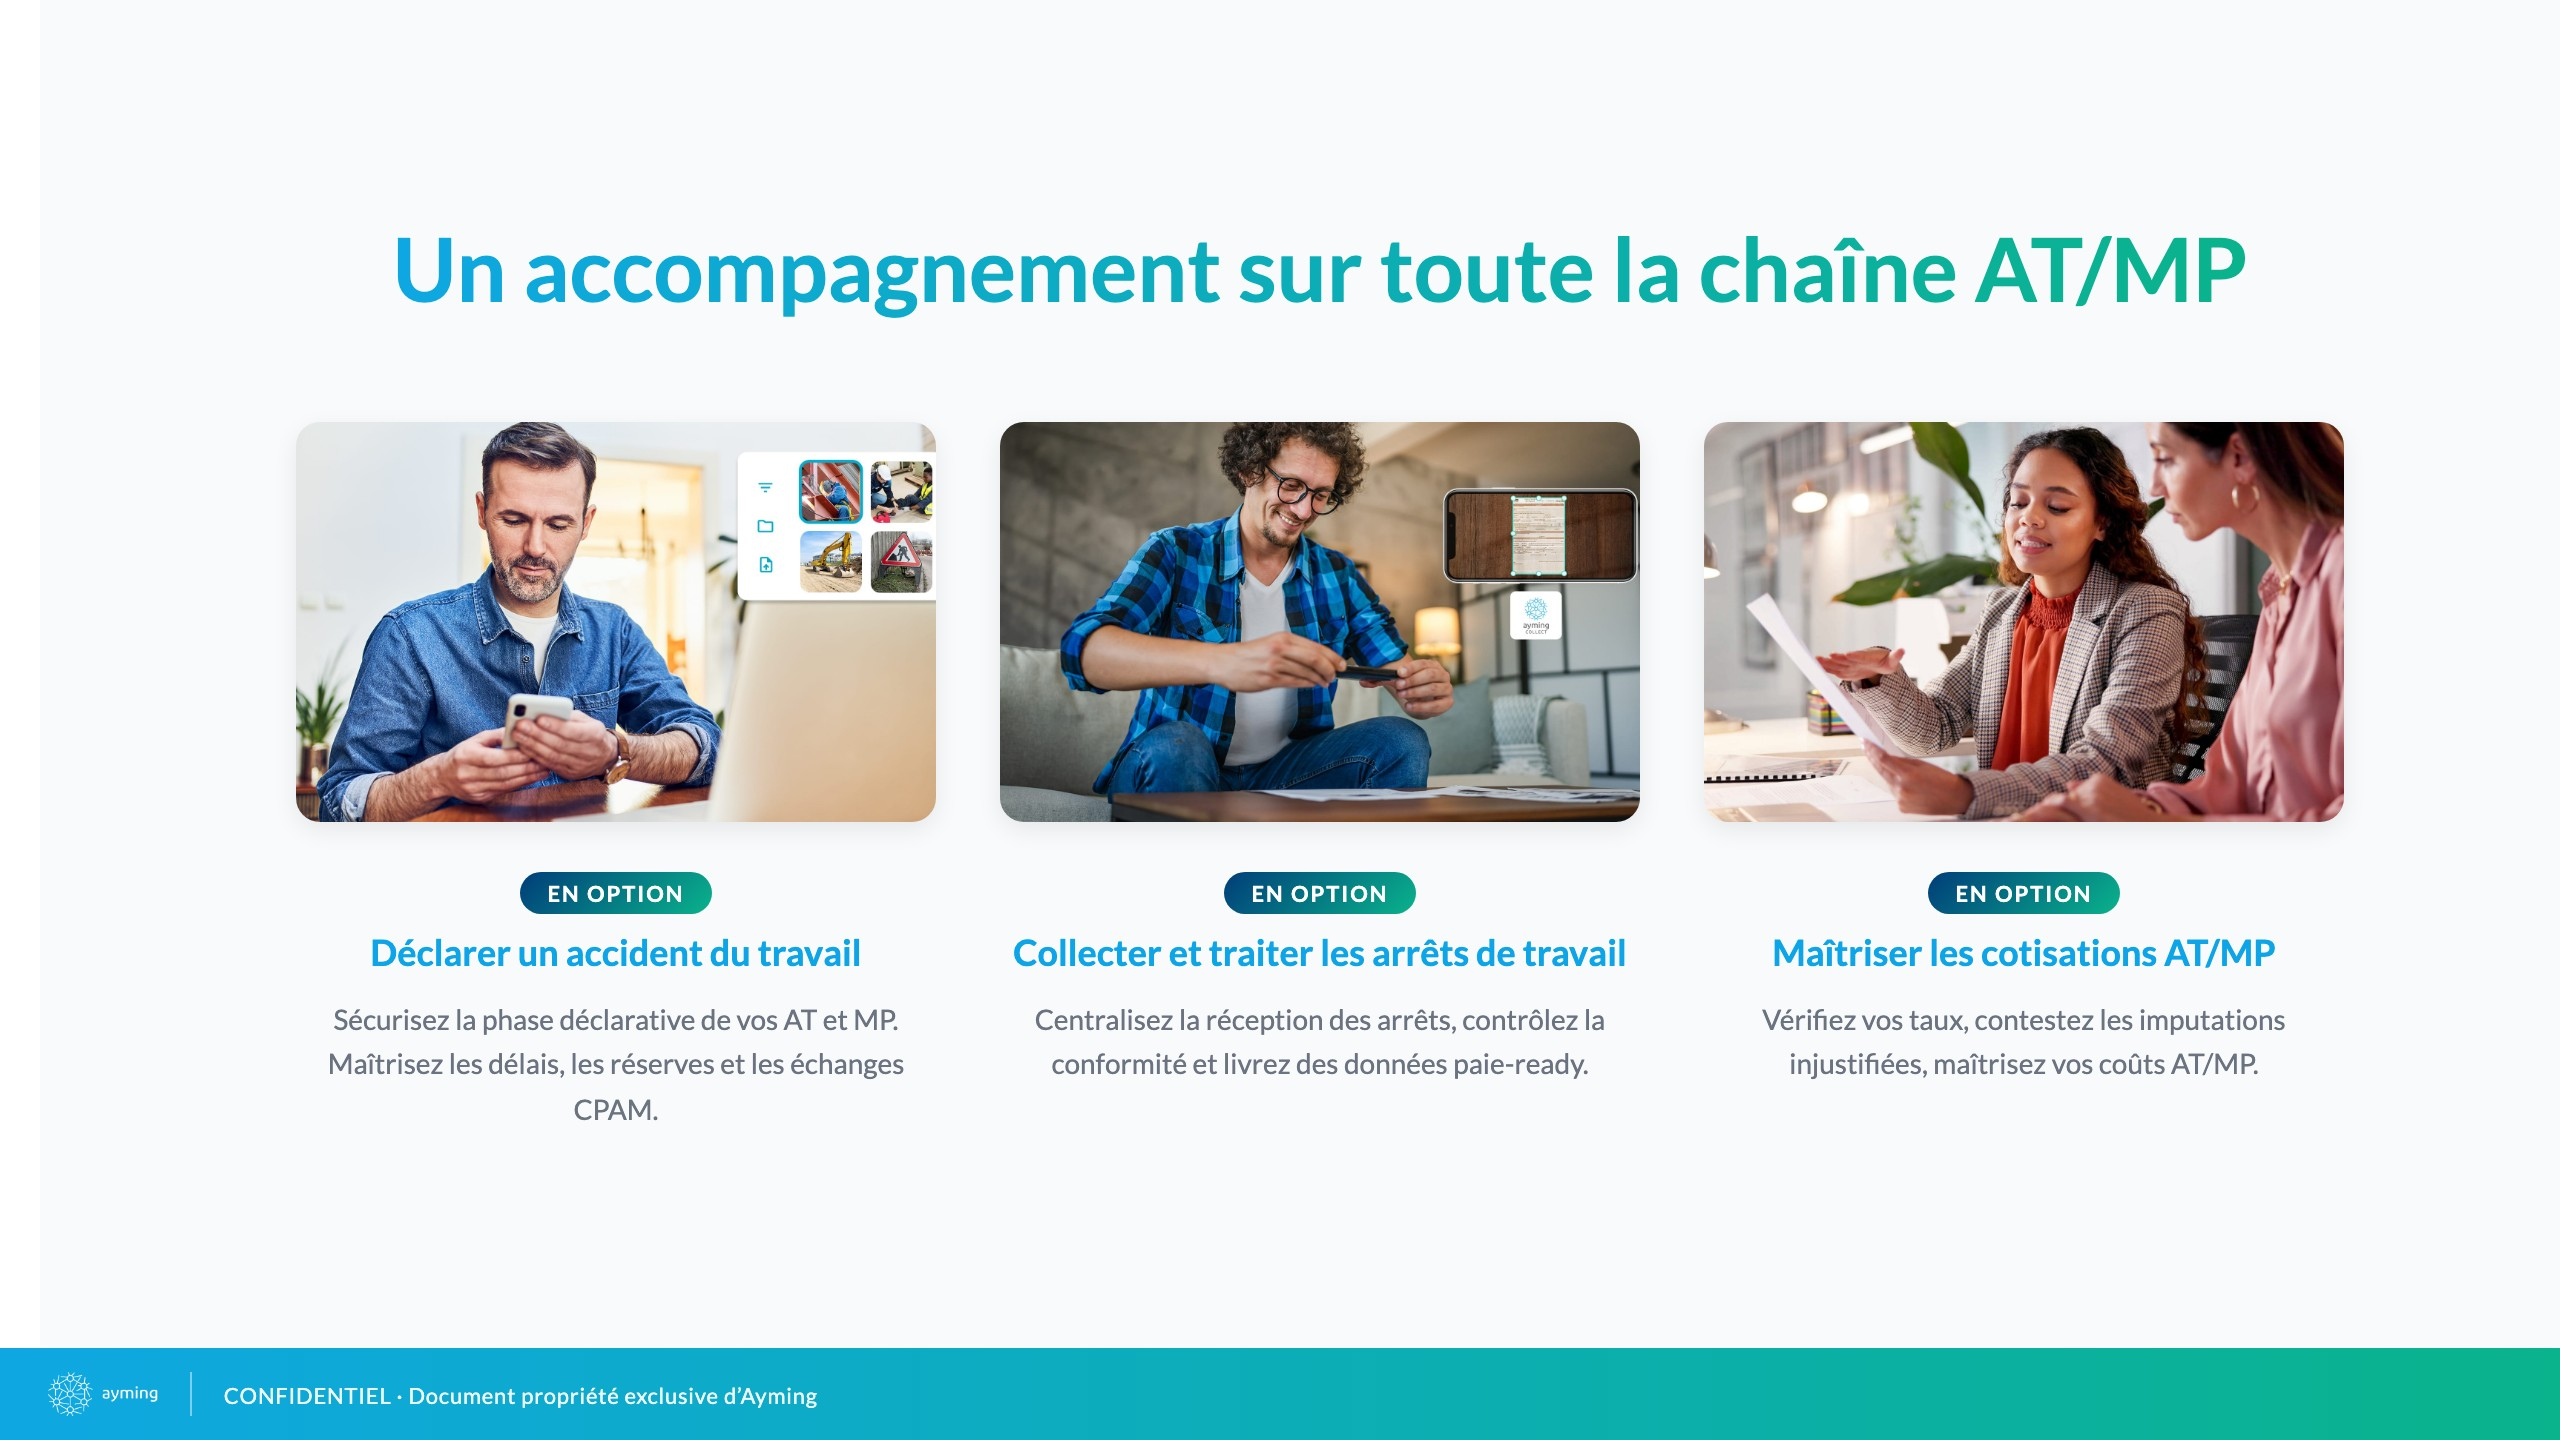 Un accompagnement sur toute la chaîne AT/MP
ayming
COLLECT
EN OPTION
Déclarer un accident du travail
Sécurisez la phase déclarative de vos AT et MP.
Maîtrisez les délais, les réserves et les échanges
CPAM.
EN OPTION
Collecter et traiter les arrêts de travail
Centralisez la réception des arrêts, contrôlez la
conformité et livrez des données paie-ready.
EN OPTION
Maîtriser les cotisations AT/MP
Vérifiez vos taux, contestez les imputations
injustifiées, maîtrisez vos coûts AT/MP.
ayming
CONFIDENTIEL · Document propriété exclusive d’Ayming